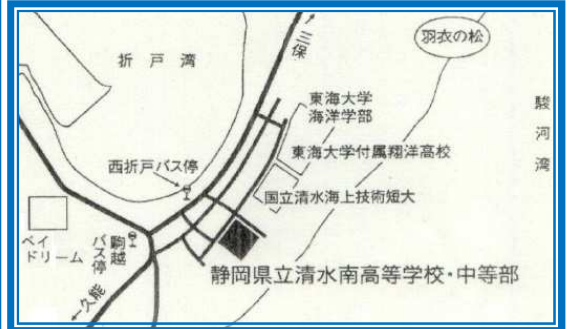 三保
羽衣の松
折戸湾
東海大学
海洋学部
駿河湾
東海大学付属翔洋高校
西折戸バス停
国立清水海上技術短大
ベイ
ドリーム
駒越
バス停
静岡県立清水南高等学校・中等部
←久能